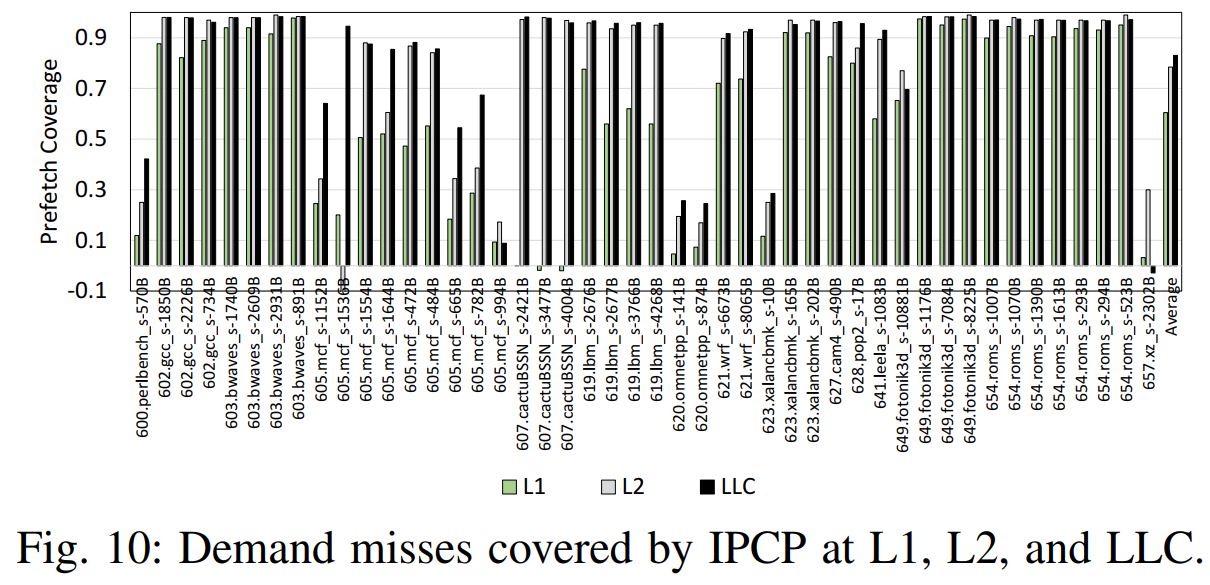 Prefetch Coverage
0.9
0.7
0.5
0.3
0.1
-0.1
600.perlbench_s-570B
602.gcc_s-1850B
602.gcc_s-2226B
602.gcc_s-734B
603.bwaves_s-1740B
603.bwaves_s-2609B
603.bwaves_s-2931B
603.bwaves_s-891B
605.mcf_s-1152B
605.mcf_s-1536B
605.mcf_s-1554B
605.mcf_s-1644B
605.mcf_s-472B
605.mcf_s-484B
605.mcf_s-665B
605.mcf_s-782B
605.mcf_s-994B
607.cactuBSSN_s-2421B
607.cactuBSSN_s-3477B
607.cactuBSSN_s-4004B
619.lbm_s-2676B
619.lbm_s-2677B
619.lbm_s-3766B
619.lbm_s-4268B
620.omnetpp_s-141B
620.omnetpp_s-874B
621.wrf_s-6673B
621.wrf_s-8065B
623.xalancbmk_s-10B
623.xalancbmk_s-165B
623.xalancbmk_s-202B
627.cam4_s-490B
628.pop2_s-17B
641.leela_s-1083B
649.fotonik3d_s-10881B
649.fotonik3d_s-1176B
649.fotonik3d_s-7084B
649.fotonik3d_s-8225B
654.roms_s-1007B
654.roms_s-1070B
654.roms_s-1390B
654.roms_s-1613B
654.roms_s-293B
654.roms_s-294B
654.roms_s-523B
657.xz_s-2302B
Average
L1 L2 LLC
Fig. 10: Demand misses covered by IPCP at L1, L2, and LLC.